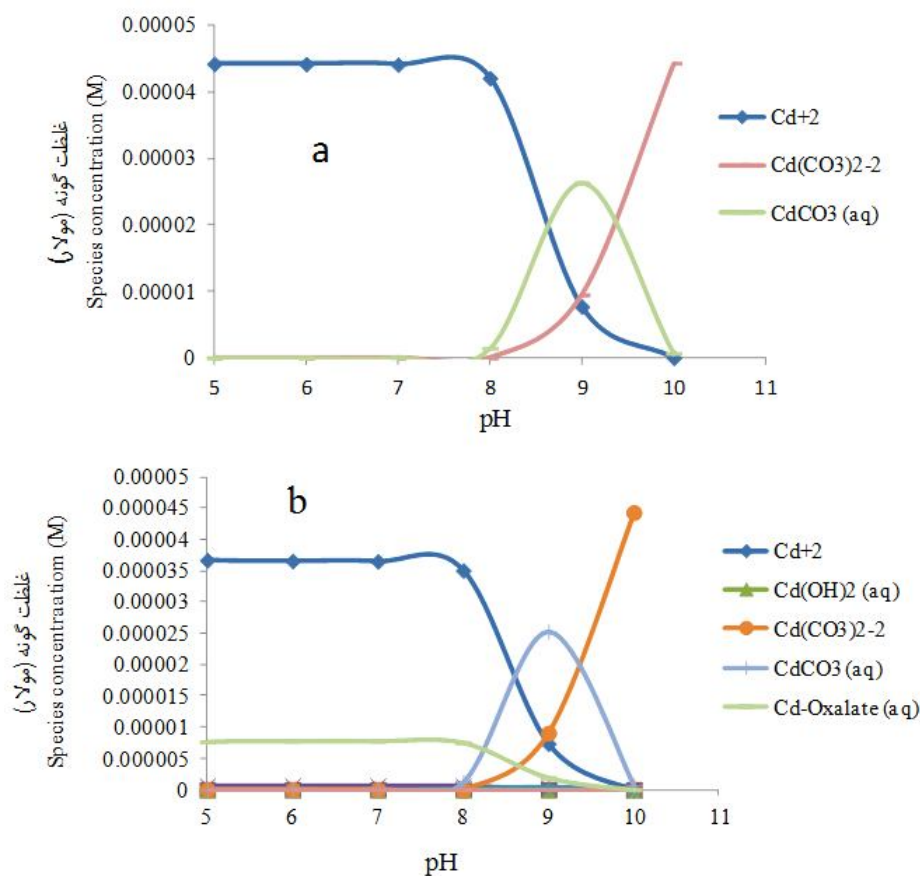 0.00005
0.00004
0.00003
0.00002
0.00001
0
غلظت گونه (مولار)
Species concentration (M)
a
5 6 7 8 9 10 11
pH
Cd+2
Cd(CO3)2-2
CdCO3 (aq)
0.00005
0.000045
0.00004
0.000035
0.00003
0.000025
0.00002
0.000015
0.00001
0.000005
0
غلظت گونه (مولار)
Species concentraatiom (M)
b
5 6 7 8 9 10 11
pH
Cd+2
Cd(OH)2 (aq)
Cd(CO3)2-2
CdCO3 (aq)
Cd-Oxalate (aq)